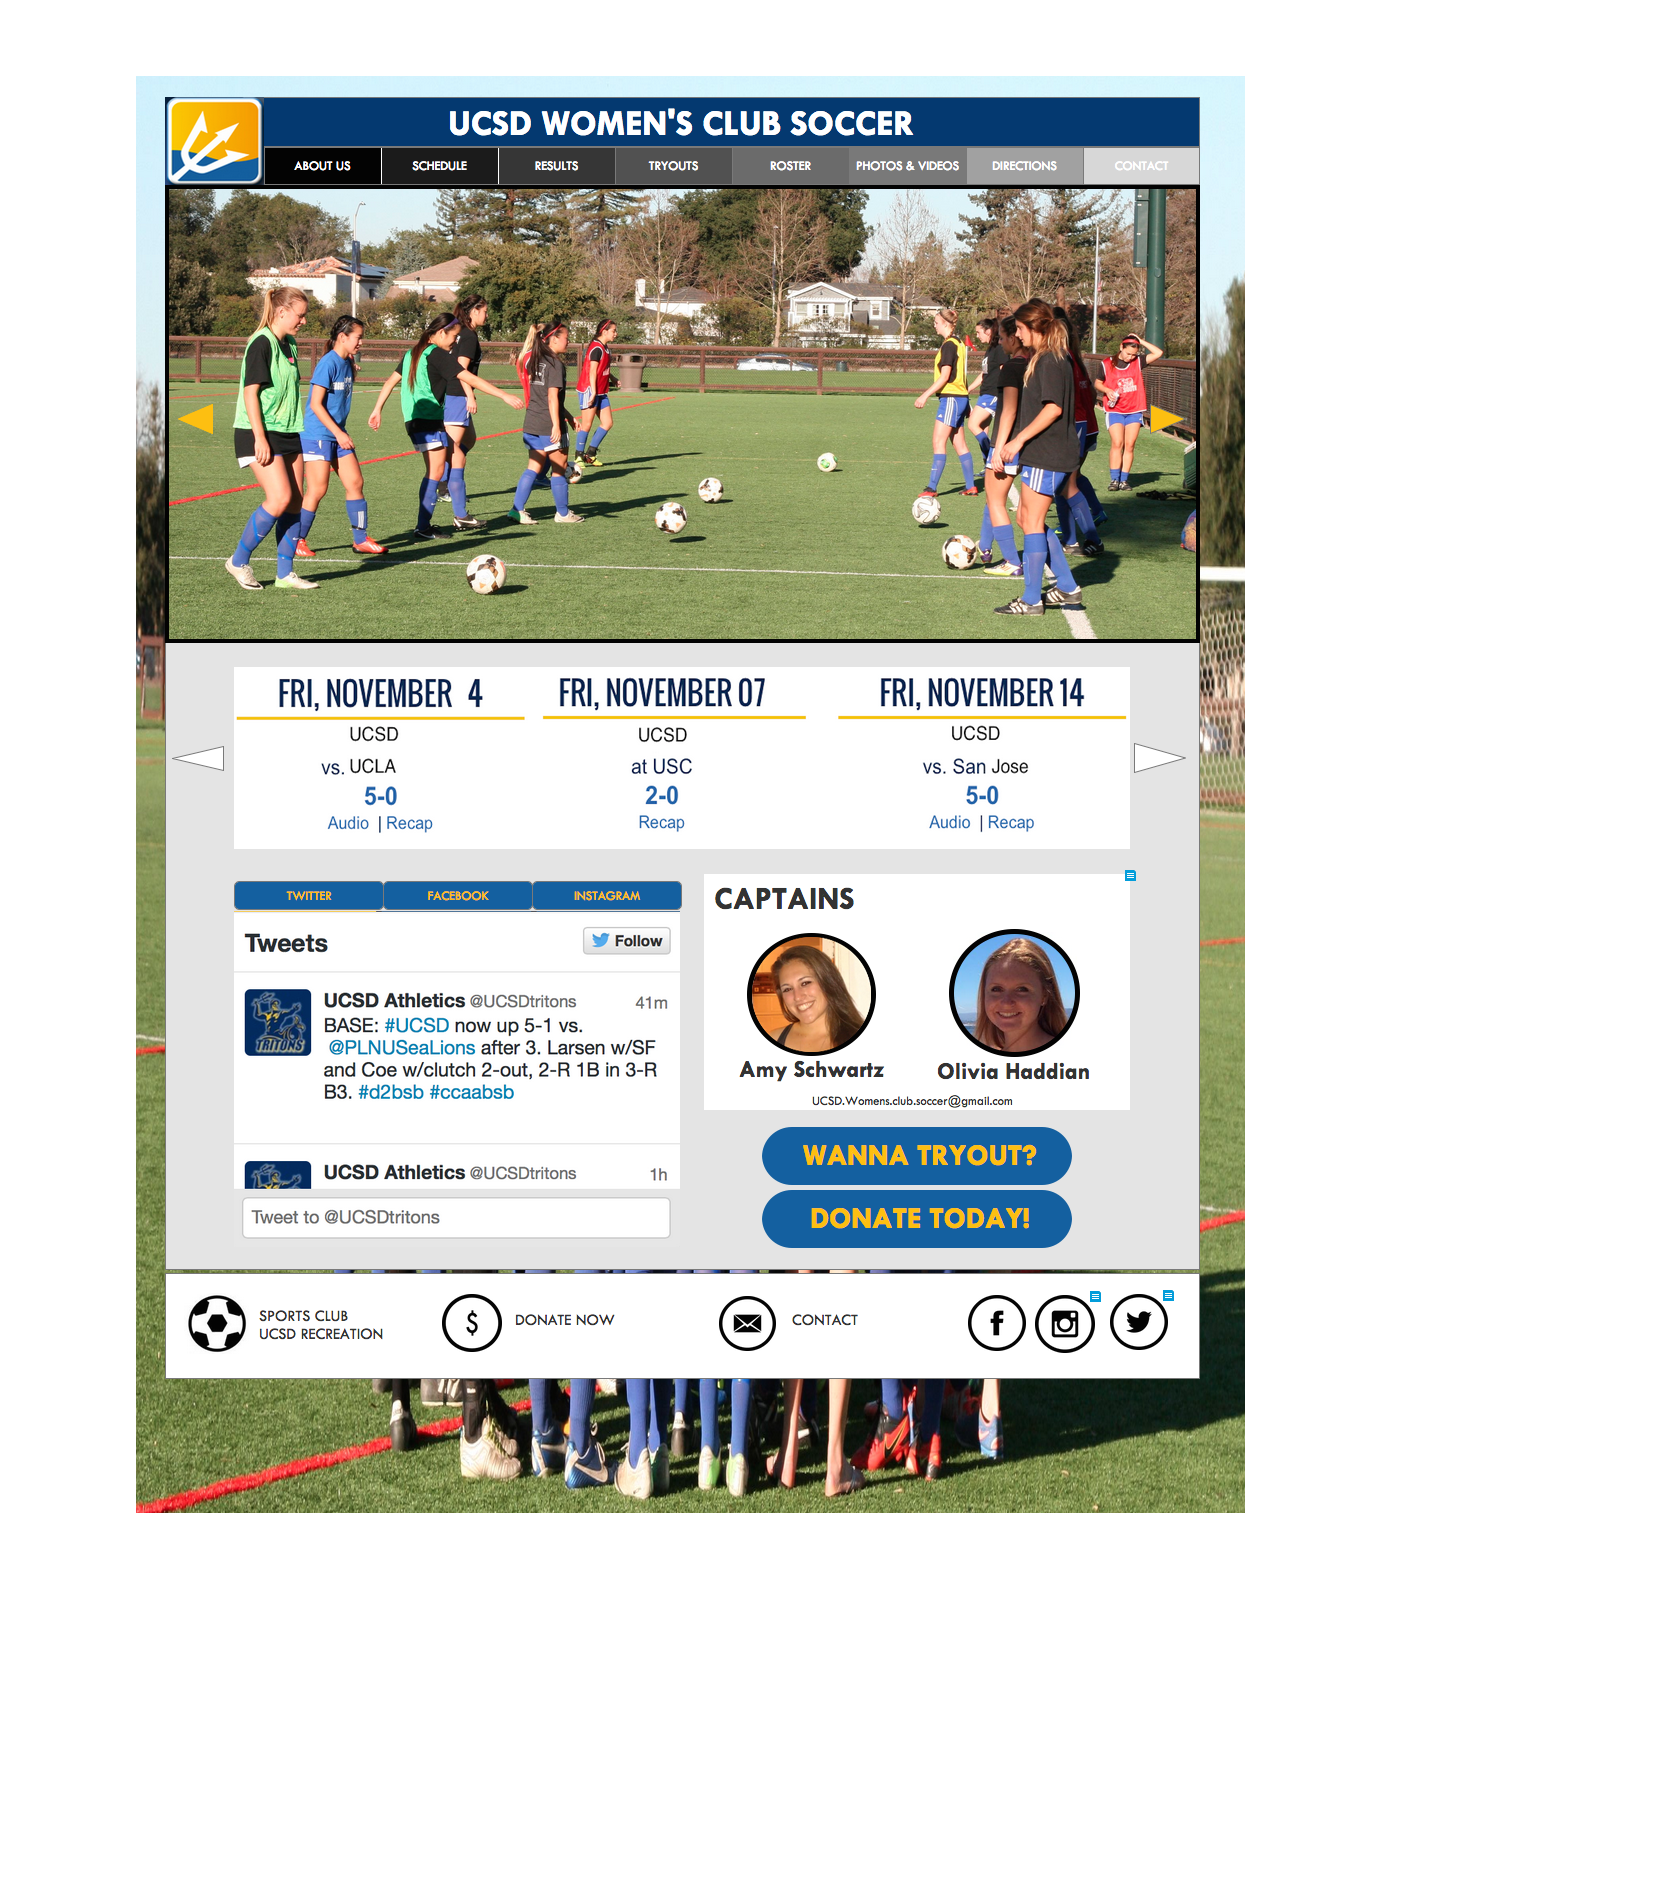 UCSD WOMEN'S CLUB SOCCER
ABOUT US SCHEDULE RESULTS TRYOUTS ROSTER PHOTOS & VIDEOS DIRECTIONS CONTACT
FRI, NOVEMBER 4
UCSD
vs. UCLA
5-0
Audio | Recap
FRI, NOVEMBER 07
UCSD
at USC
2-0
Recap
FRI, NOVEMBER 14
UCSD
vs. San Jose
5-0
Audio | Recap
TWITTER FACEBOOK INSTAGRAM
Tweets Follow
UCSD Athletics @UCSDtritons 41m
BASE: #UCSD now up 5-1 vs.
@PLNUSeaLions after 3. Larsen w/SF
and Coe w/clutch 2-out, 2-R 1B in 3-R
B3. #d2bsb #ccaabsb
TRITONS
UCSD Athletics @UCSDtritons 1h
Tweet to @UCSDtritons
CAPTAINS
Amy Schwartz Olivia Haddian
UCSD.Womens.club.soccer@gmail.com
WANNA TRYOUT?
DONATE TODAY!
SPORTS CLUB
UCSD RECREATION
$ DONATE NOW
CONTACT
f